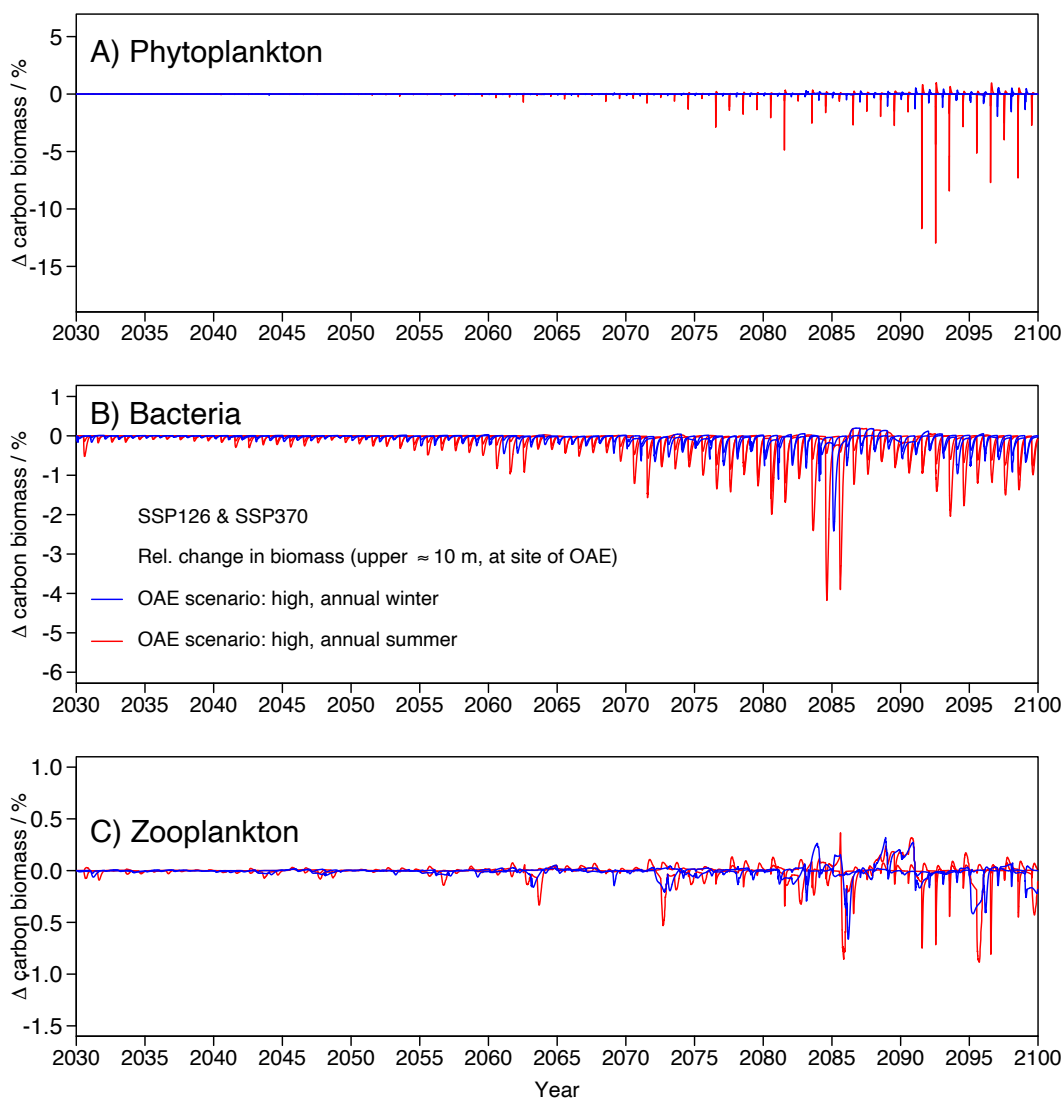 A) Phytoplankton
Δ carbon biomass / %
5
0
-5
-10
-15
2030 2035 2040 2045 2050 2055 2060 2065 2070 2075 2080 2085 2090 2095 2100
B) Bacteria
Δ carbon biomass / %
1
0
-1
-2
-3
-4
-5
-6
SSP126 & SSP370
Rel. change in biomass (upper ≈ 10 m, at site of OAE)
OAE scenario: high, annual winter
OAE scenario: high, annual summer
2030 2035 2040 2045 2050 2055 2060 2065 2070 2075 2080 2085 2090 2095 2100
C) Zooplankton
Δ carbon biomass / %
1.0
0.5
0.0
-0.5
-1.0
-1.5
2030 2035 2040 2045 2050 2055 2060 2065 2070 2075 2080 2085 2090 2095 2100
Year